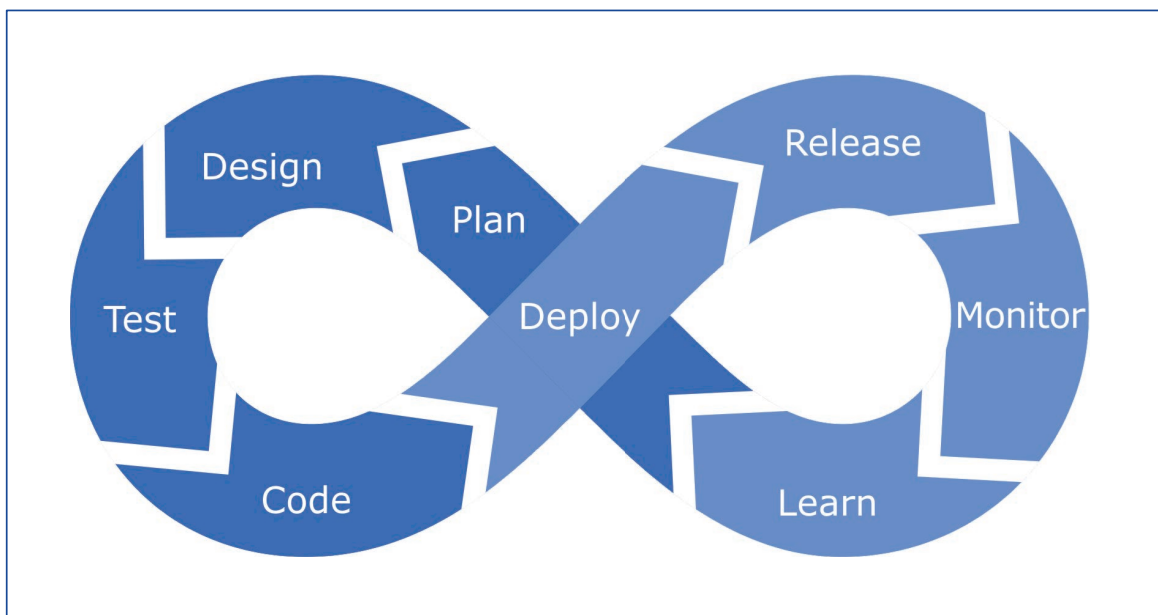 Design
Release
Plan
Test
Deploy
Monitor
Code
Learn